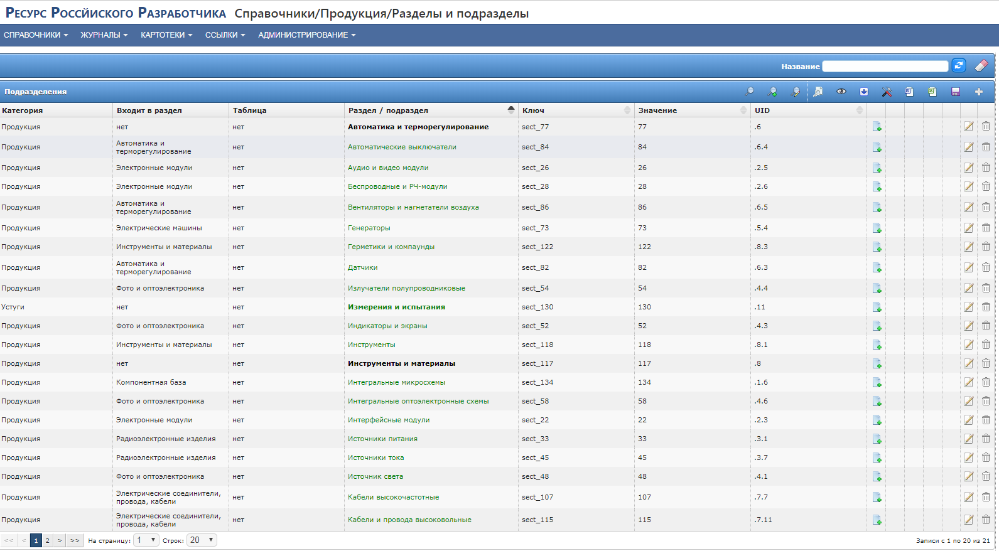 Ресурс Российского Разработчика Справочники/Продукция/Разделы и подразделы
СПРАВОЧНИКИ ЖУРНАЛЫ КАРТОТЕКИ ССЫЛКИ АДМИНИСТРИРОВАНИЕ
Название
Подразделения
Категория Входит в раздел Таблица Раздел / подраздел Ключ Значение UID
Продукция нет нет Автоматика и терморегулирование sect_77 77 .6
Продукция Автоматика и терморегулирование нет Автоматические выключатели sect_84 84 .6.4
Продукция Электронные модули нет Аудио и видео модули sect_26 26 .2.5
Продукция Электронные модули нет Беспроводные и РЧ-модули sect_28 28 .2.6
Продукция Автоматика и терморегулирование нет Вентиляторы и нагнетатели воздуха sect_86 86 .6.5
Продукция Электрические машины нет Генераторы sect_73 73 .5.4
Продукция Инструменты и материалы нет Герметики и компаунды sect_122 122 .8.3
Продукция Автоматика и терморегулирование нет Датчики sect_82 82 .6.3
Продукция Фото и оптоэлектроника нет Излучатели полупроводниковые sect_54 54 .4.4
Устуги нет нет Измерения и испытания sect_130 130 .11
Продукция Фото и оптоэлектроника нет Индикаторы и экраны sect_52 52 .4.3
Продукция Инструменты и материалы нет Инструменты sect_118 118 .8.1
Продукция нет нет Инструменты и материалы sect_117 117 .8
Продукция Компонентная база нет Интегральные микросхемы sect_134 134 .1.6
Продукция Фото и оптоэлектроника нет Интегральные оптоэлектронные схемы sect_58 58 .4.6
Продукция Электронные модули нет Интерфейсные модули sect_22 22 .2.3
Продукция Радиоэлектронные изделия нет Источники питания sect_33 33 .3.1
Продукция Радиоэлектронные изделия нет Источники тока sect_45 45 .3.7
Продукция Фото и оптоэлектроника нет Источник света sect_48 48 .4.1
Продукция Электрические соединители, провода, кабели нет Кабели высокочастотные sect_107 107 .7.7
Продукция Электрические соединители, провода, кабели нет Кабели и провода высоковольные sect_115 115 .7.11
<< < 1 2 > >> На страницу: 1 Строк: 20 Записи с 1 по 20 из 21